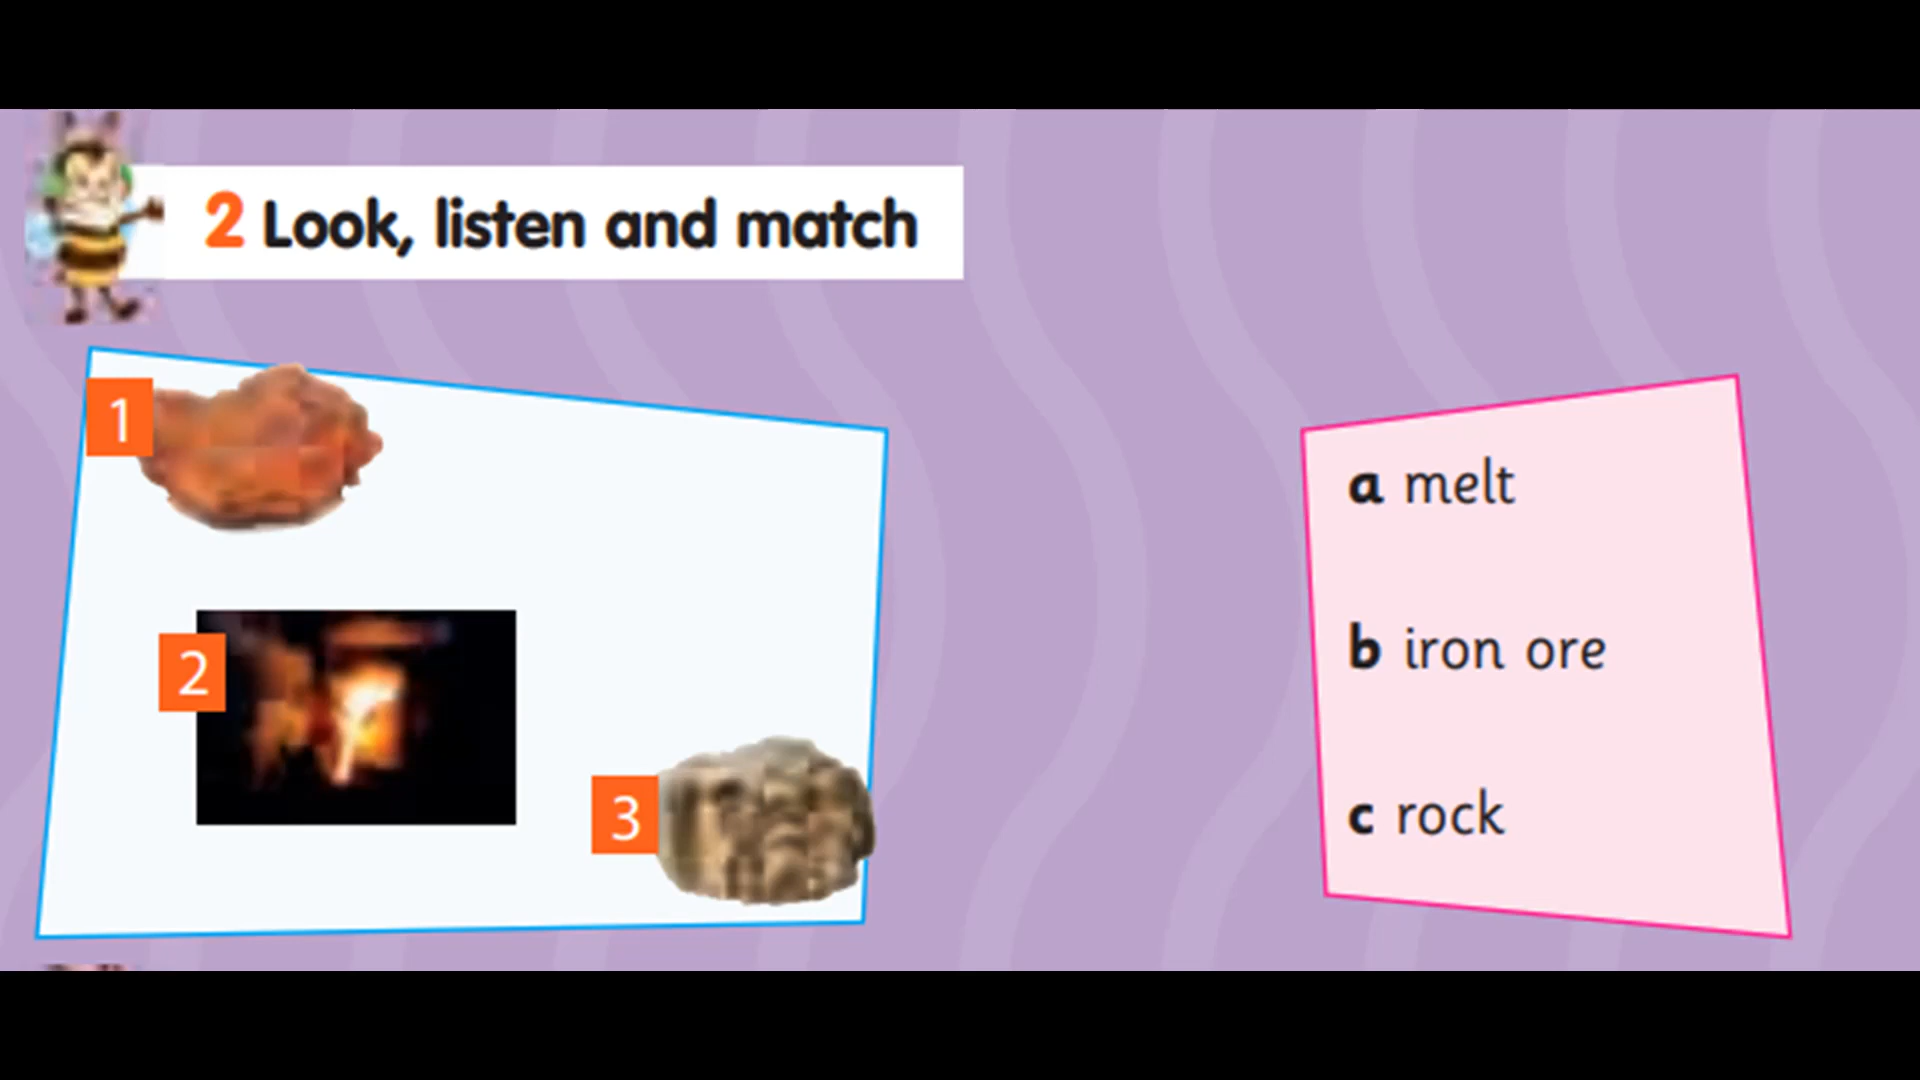 2 Look, listen and match
1
2
3
a melt
b iron ore
c rock